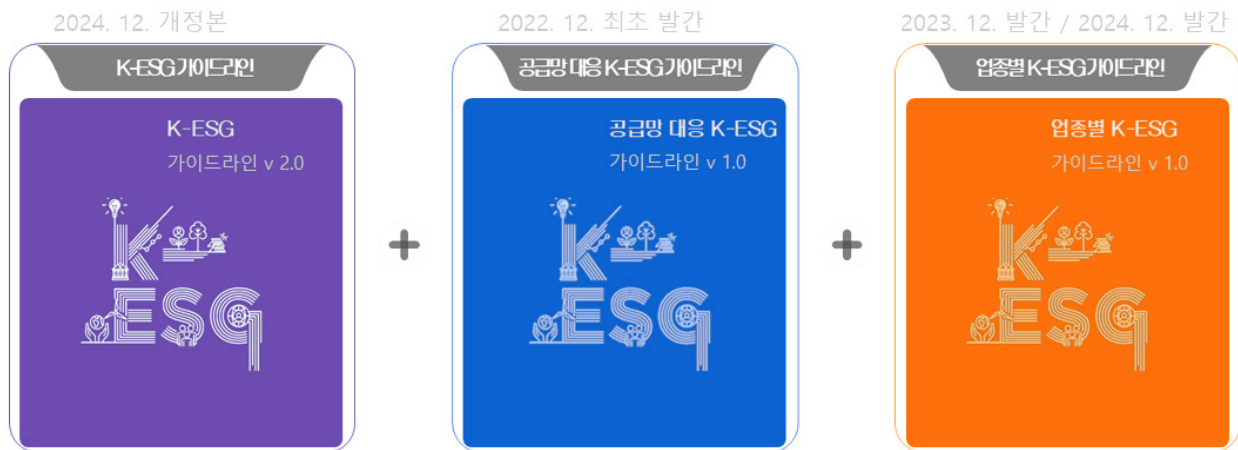 2024. 12. 개정본
K-ESG 가이드라인
K-ESG
가이드라인 v 2.0
K-
ESG
+
2022. 12. 최초 발간
공급망 대응 K-ESG 가이드라인
공급망 대응 K-ESG
가이드라인 v 1.0
K-
ESG
+
2023. 12. 발간 / 2024. 12. 발간
업종별 K-ESG 가이드라인
업종별 K-ESG
가이드라인 v 1.0
K-
ESG